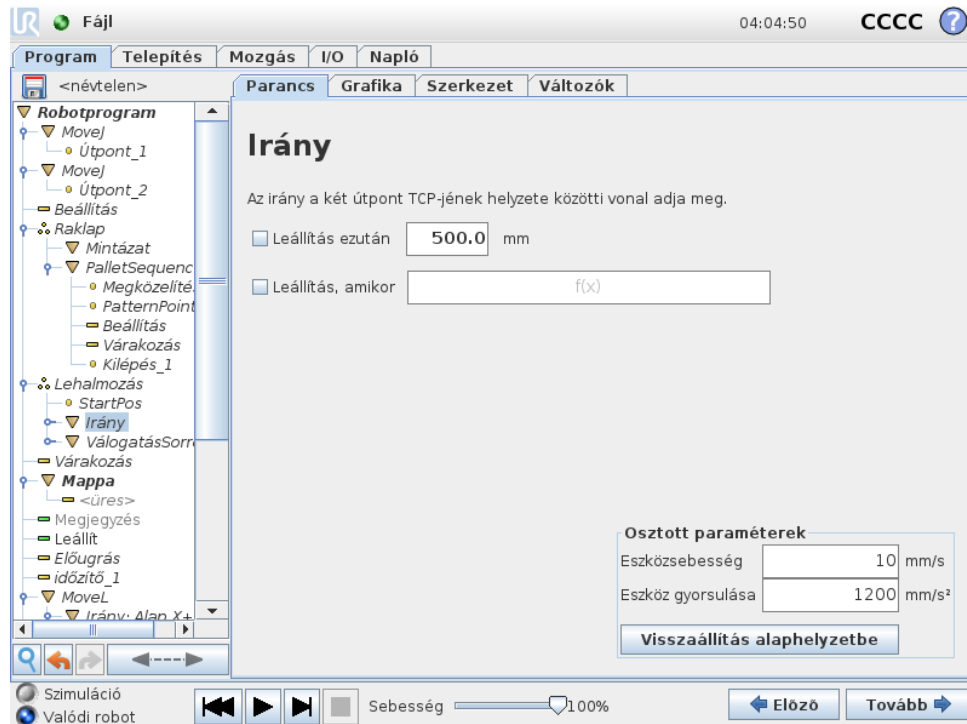 UR Fájl 04:04:50 CCCC ?
Program Telepítés Mozgás I/O Napló
<névtelen>
Parancs Grafika Szerkezet Változók
Robotprogram
MoveJ
Útpont_1
MoveJ
Útpont_2
Beállítás
Raklap
Mintázat
PalletSequenc
Megközelíté
PatternPoint
Beállítás
Várakozás
Kilépés_1
Lehalmozás
StartPos
Irány
VálogatásSorr
Várakozás
Mappa
<üres>
Megjegyzés
Leállít
Előugrás
időzítő_1
MoveL
Irány: Alap X+
Irány
Az irány a két útpont TCP-jének helyzete közötti vonal adja meg.
Leállítás ezután 500.0 mm
Leállítás, amikor f(x)
Osztott paraméterek
Eszközsebesség 10 mm/s
Eszköz gyorsulása 1200 mm/s²
Visszaállítás alaphelyzetbe
Szimuláció
Valódi robot
Sebesség 100%
Előző Tovább